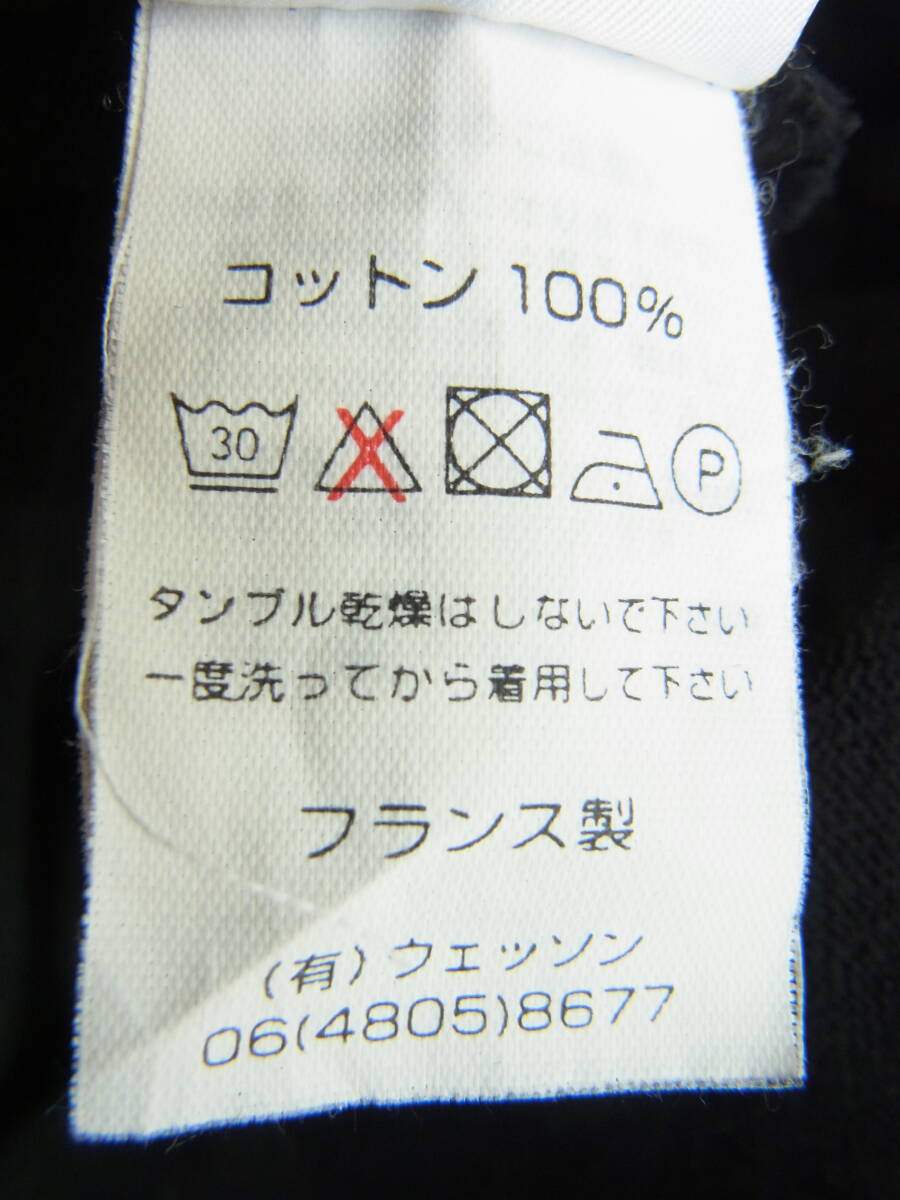 コットン 100%
30 P
タンブル乾燥はしないで下さい
一度洗ってから着用して下さい
フランス製
(有)ウェッソン
06(4805)8677